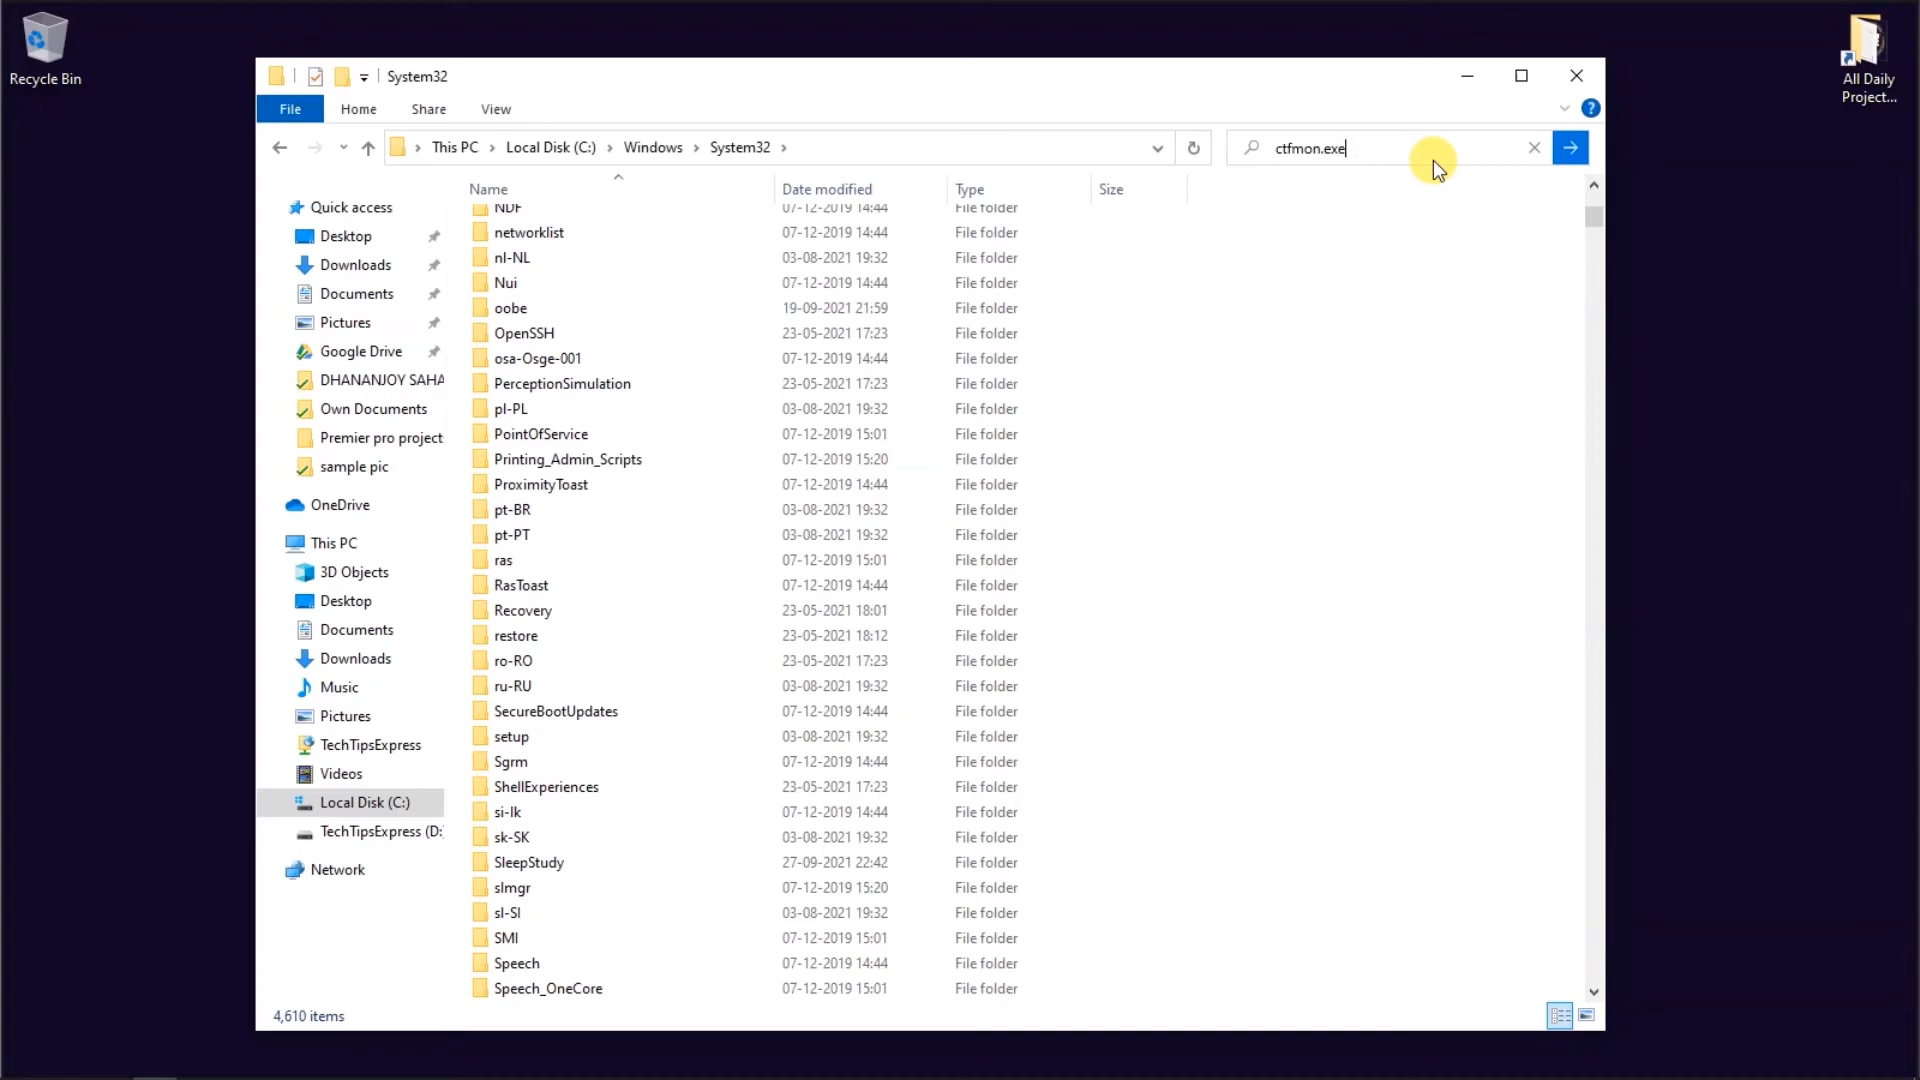 Recycle Bin
All Daily
Project...
System32
File
Home
Share
View
?
This PC
Local Disk (C:)
Windows
System32
ctfmon.exe
Name
Date modified
Type
Size
Quick access
Desktop
Downloads
Documents
Pictures
Google Drive
DHANANJOY SAHA
Own Documents
Premier pro project
sample pic
OneDrive
This PC
3D Objects
Desktop
Documents
Downloads
Music
Pictures
TechTipsExpress
Videos
Local Disk (C:)
TechTipsExpress (D:
Network
NDF 07-12-2019 14:44 File folder
networklist 07-12-2019 14:44 File folder
nl-NL 03-08-2021 19:32 File folder
Nui 07-12-2019 14:44 File folder
oobe 19-09-2021 21:59 File folder
OpenSSH 23-05-2021 17:23 File folder
osa-Osge-001 07-12-2019 14:44 File folder
PerceptionSimulation 23-05-2021 17:23 File folder
pl-PL 03-08-2021 19:32 File folder
PointOfService 07-12-2019 15:01 File folder
Printing_Admin_Scripts 07-12-2019 15:20 File folder
ProximityToast 07-12-2019 14:44 File folder
pt-BR 03-08-2021 19:32 File folder
pt-PT 03-08-2021 19:32 File folder
ras 07-12-2019 15:01 File folder
RasToast 07-12-2019 14:44 File folder
Recovery 23-05-2021 18:01 File folder
restore 23-05-2021 18:12 File folder
ro-RO 23-05-2021 17:23 File folder
ru-RU 03-08-2021 19:32 File folder
SecureBootUpdates 07-12-2019 14:44 File folder
setup 03-08-2021 19:32 File folder
Sgrm 07-12-2019 14:44 File folder
ShellExperiences 23-05-2021 17:23 File folder
si-lk 07-12-2019 14:44 File folder
sk-SK 03-08-2021 19:32 File folder
SleepStudy 27-09-2021 22:42 File folder
slmgr 07-12-2019 15:20 File folder
sl-SI 03-08-2021 19:32 File folder
SMI 07-12-2019 15:01 File folder
Speech 07-12-2019 14:44 File folder
Speech_OneCore 07-12-2019 15:01 File folder
4,610 items